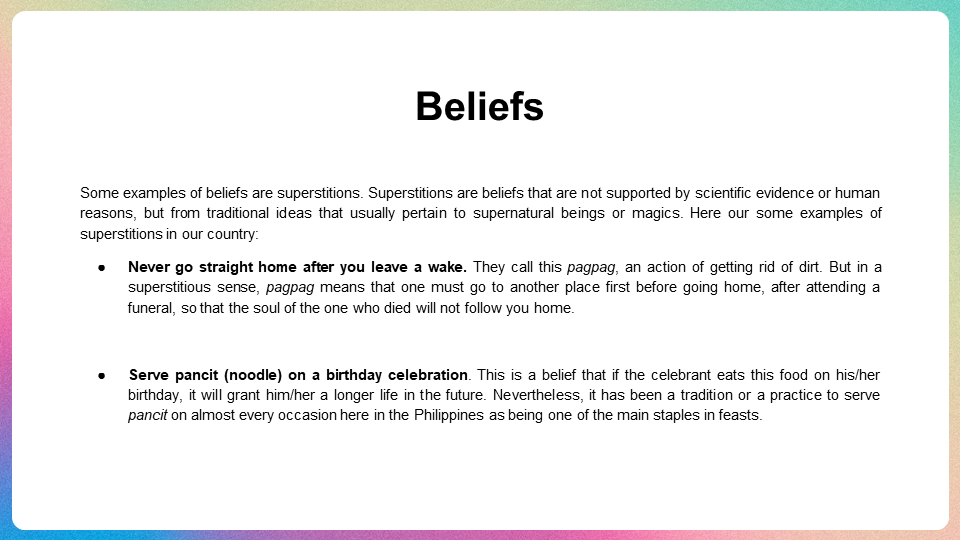 Beliefs
Some examples of beliefs are superstitions. Superstitions are beliefs that are not supported by scientific evidence or human
reasons, but from traditional ideas that usually pertain to supernatural beings or magics. Here our some examples of
superstitions in our country:
● Never go straight home after you leave a wake. They call this pagpag, an action of getting rid of dirt. But in a
superstitious sense, pagpag means that one must go to another place first before going home, after attending a
funeral, so that the soul of the one who died will not follow you home.
● Serve pancit (noodle) on a birthday celebration. This is a belief that if the celebrant eats this food on his/her
birthday, it will grant him/her a longer life in the future. Nevertheless, it has been a tradition or a practice to serve
pancit on almost every occasion here in the Philippines as being one of the main staples in feasts.